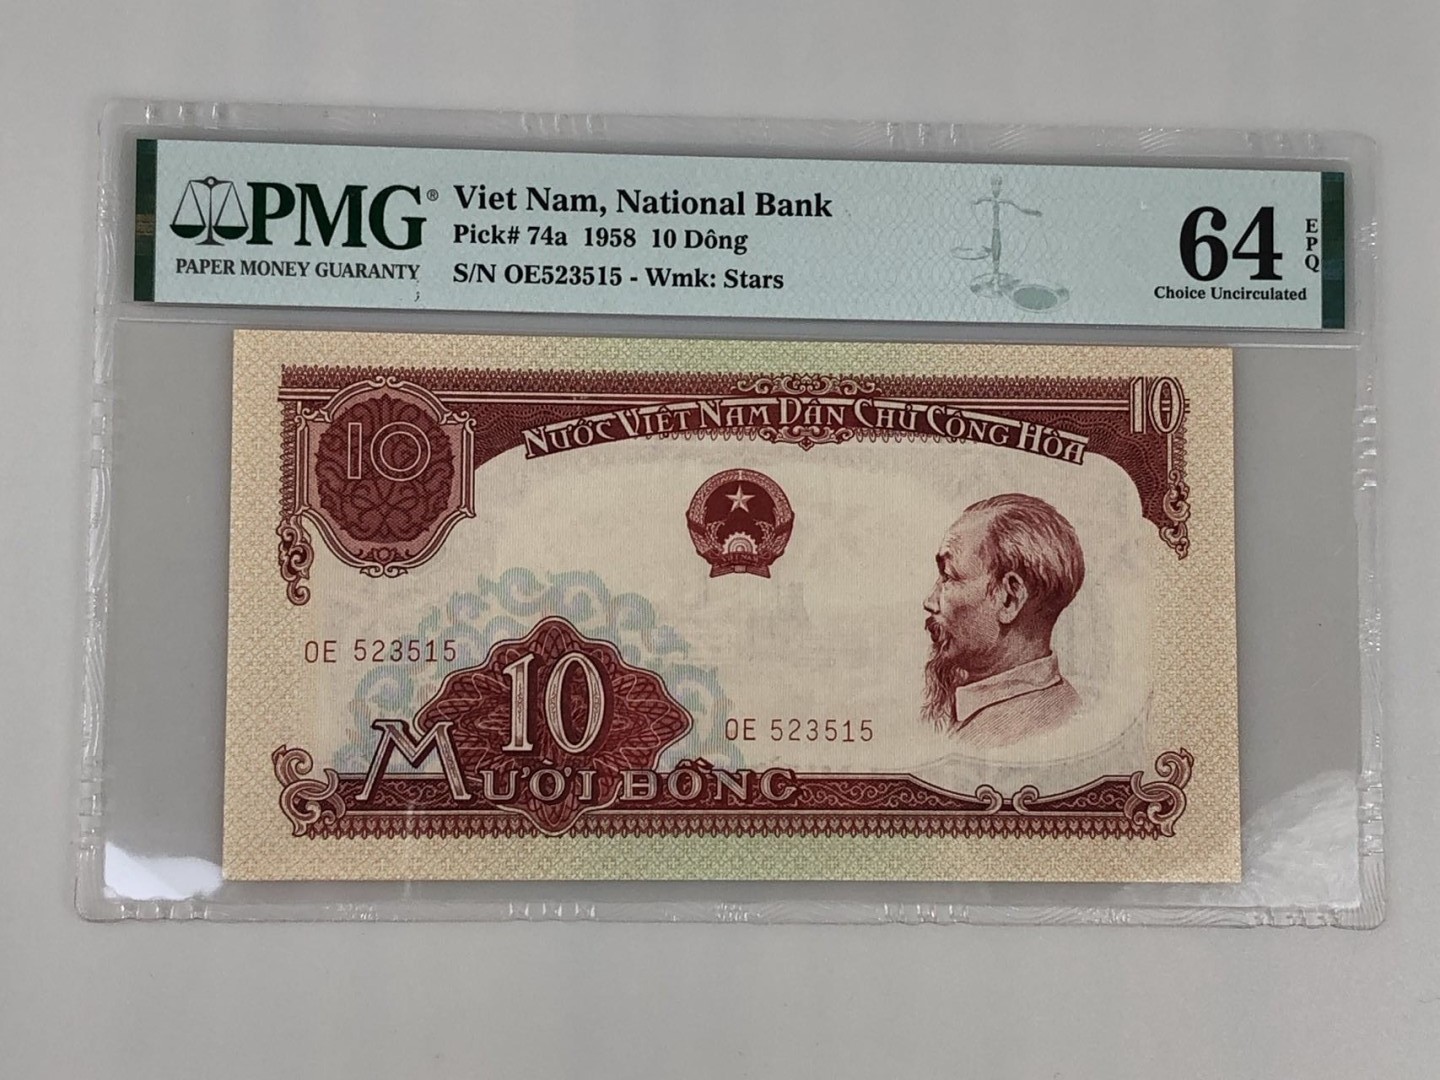 PMG®
PAPER MONEY GUARANTY
Viet Nam, National Bank
Pick# 74a 1958 10 Dông
S/N OE523515 - Wmk: Stars
64
EPQ
Choice Uncirculated
10
NƯỚC VIỆT NAM DÂN CHỦ CỘNG HÒA
10
OE 523515
10
OE 523515
MƯỜI ĐỒNG